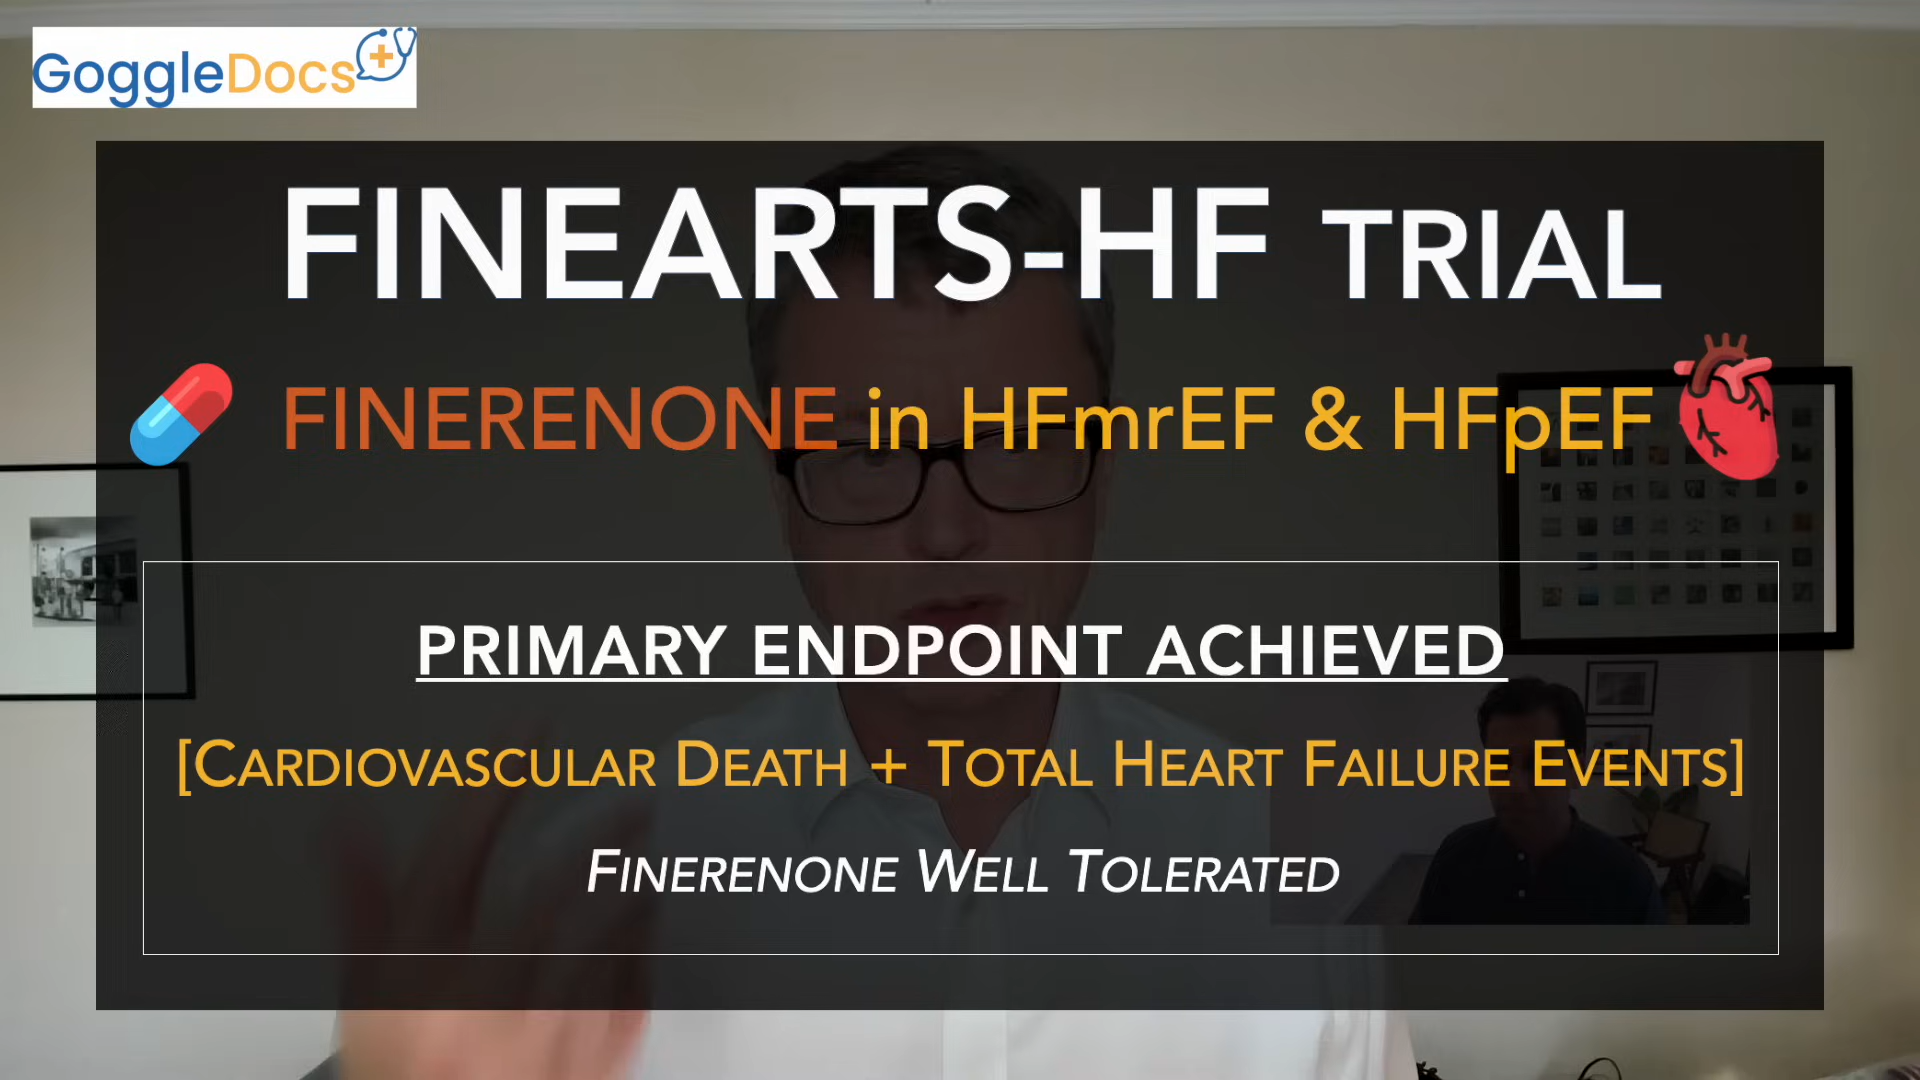 GoggleDocs
FINEARTS-HF TRIAL
FINERENONE in HFmrEF & HFpEF
PRIMARY ENDPOINT ACHIEVED
[CARDIOVASCULAR DEATH + TOTAL HEART FAILURE EVENTS]
FINERENONE WELL TOLERATED